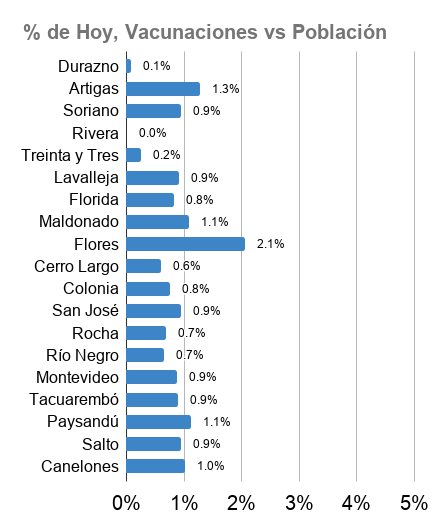 % de Hoy, Vacunaciones vs Población
Durazno 0.1%
Artigas 1.3%
Soriano 0.9%
Rivera 0.0%
Treinta y Tres 0.2%
Lavalleja 0.9%
Florida 0.8%
Maldonado 1.1%
Flores 2.1%
Cerro Largo 0.6%
Colonia 0.8%
San José 0.9%
Rocha 0.7%
Río Negro 0.7%
Montevideo 0.9%
Tacuarembó 0.9%
Paysandú 1.1%
Salto 0.9%
Canelones 1.0%
0% 1% 2% 3% 4% 5%